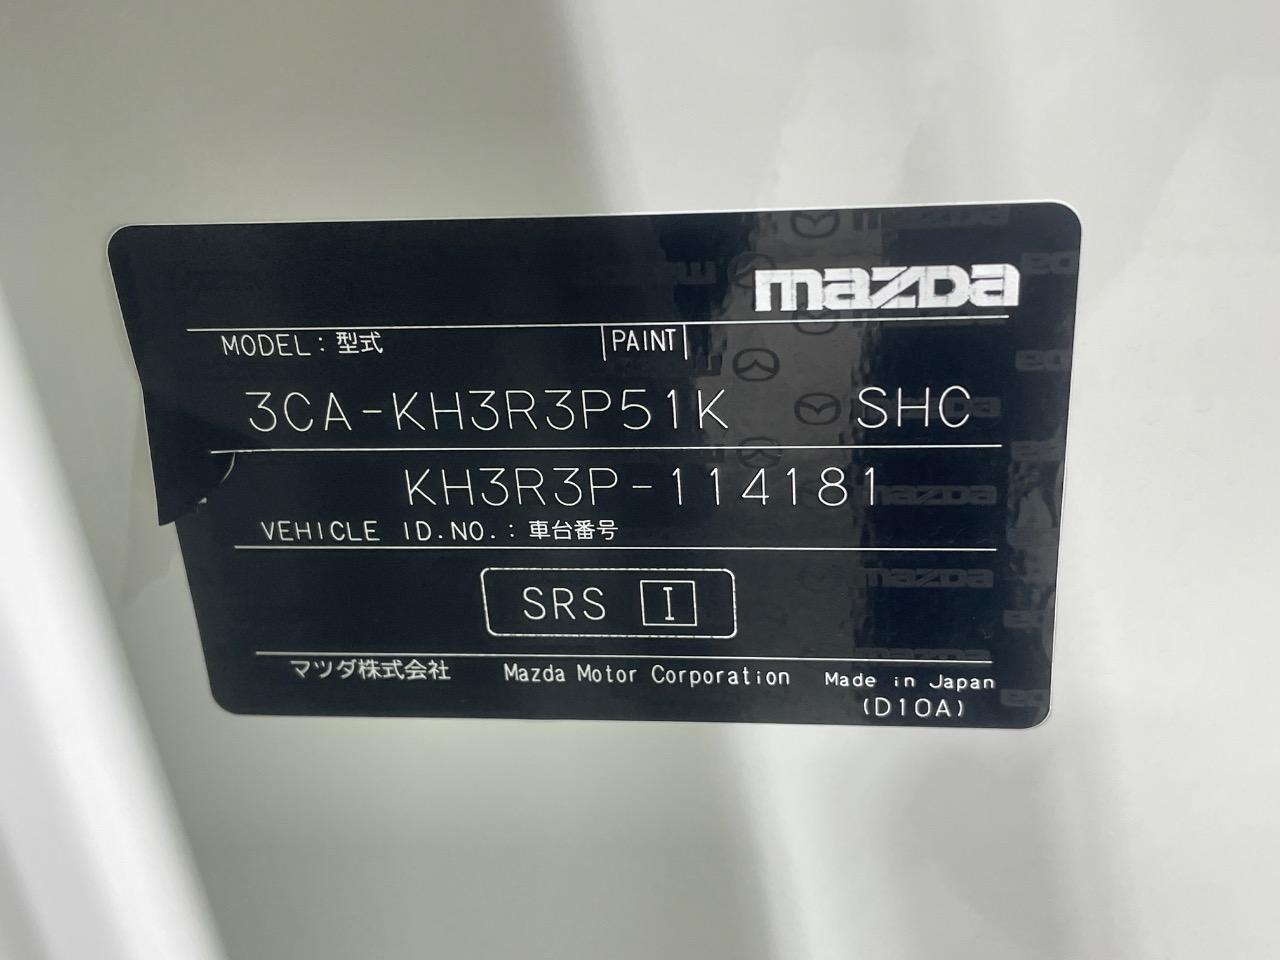 mazda
MODEL：型式 |PAINT|
3CA-KH3R3P51K SHC
KH3R3P-114181
VEHICLE ID.NO.：車台番号
SRS I
マツダ株式会社 Mazda Motor Corporation Made in Japan
(D10A)